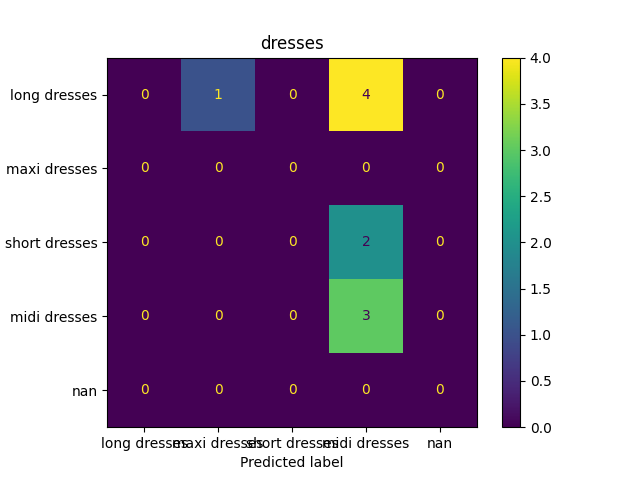 dresses
long dresses 0 1 0 4 0
maxi dresses 0 0 0 0 0
short dresses 0 0 0 2 0
midi dresses 0 0 0 3 0
nan 0 0 0 0 0
long dresses maxi dresses short dresses midi dresses nan
Predicted label
4.0
3.5
3.0
2.5
2.0
1.5
1.0
0.5
0.0